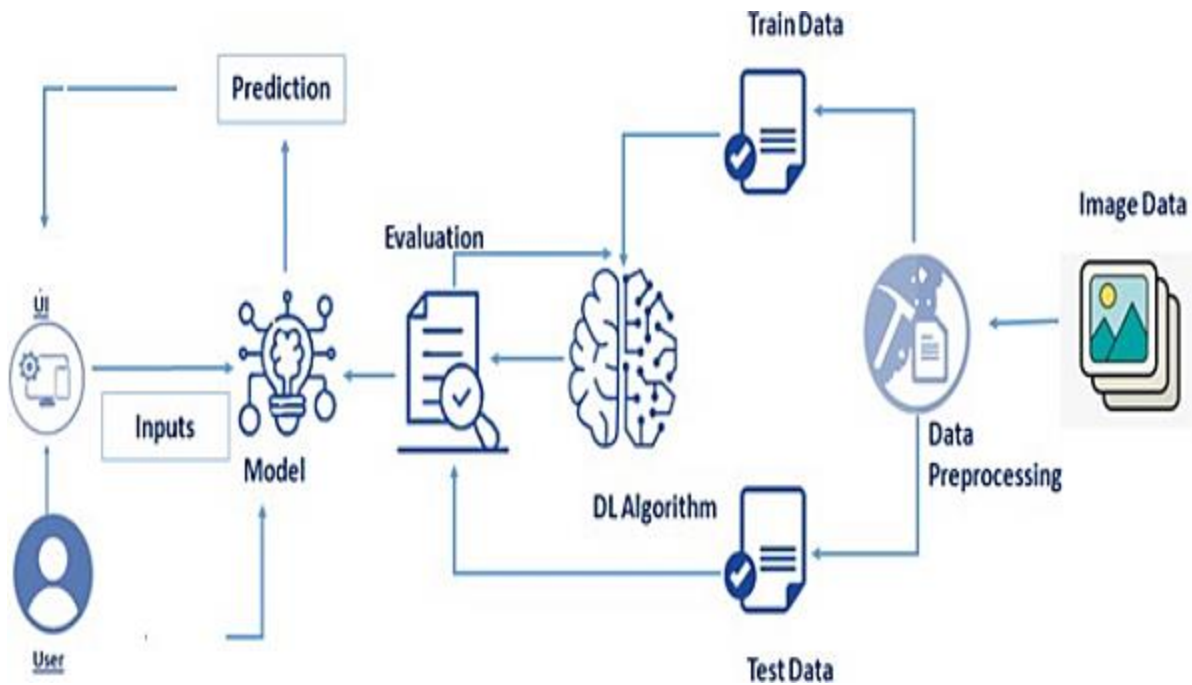 Train Data
Prediction
Image Data
Evaluation
UI
Inputs
Model
Data
Preprocessing
DL Algorithm
User
Test Data